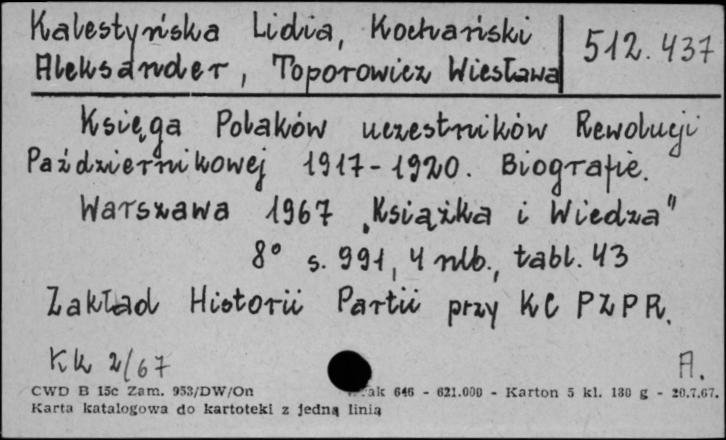 Kalestyńska Lidia, Kochański
Aleksander, Toporowicz Wiesława
512.437
Księga Polaków uczestników Rewolucji
Październikowej 1917-1920. Biografie.
Warszawa 1967 „Książka i Wiedza"
8° s. 991, 4 nlb., tabl. 43
Zakład Historii Partii przy KC PZPR.
KK 2/67
A.
CWD B 15c Zam. 953/DW/On 646 - 621.000 - Karton 5 kl. 130 g - 20.7.67.
Karta katalogowa do kartoteki z jedną linią